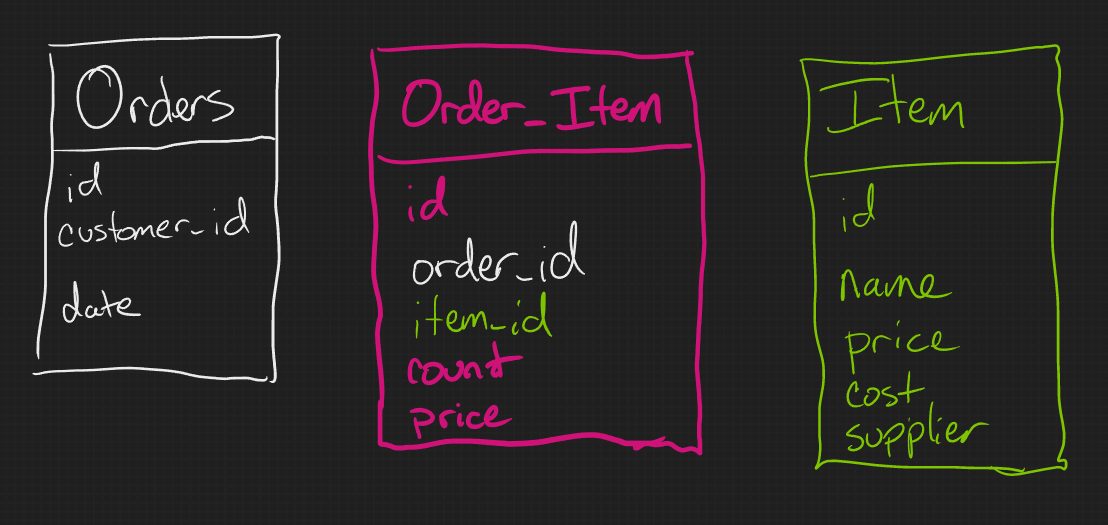 Orders
id
customer_id
date
Order_Item
id
order_id
item_id
count
price
Item
id
name
price
cost
supplier